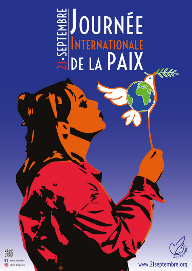 21·SEPTEMBRE
JOURNÉE
INTERNATIONALE
DE LA PAIX
www.21septembre.org